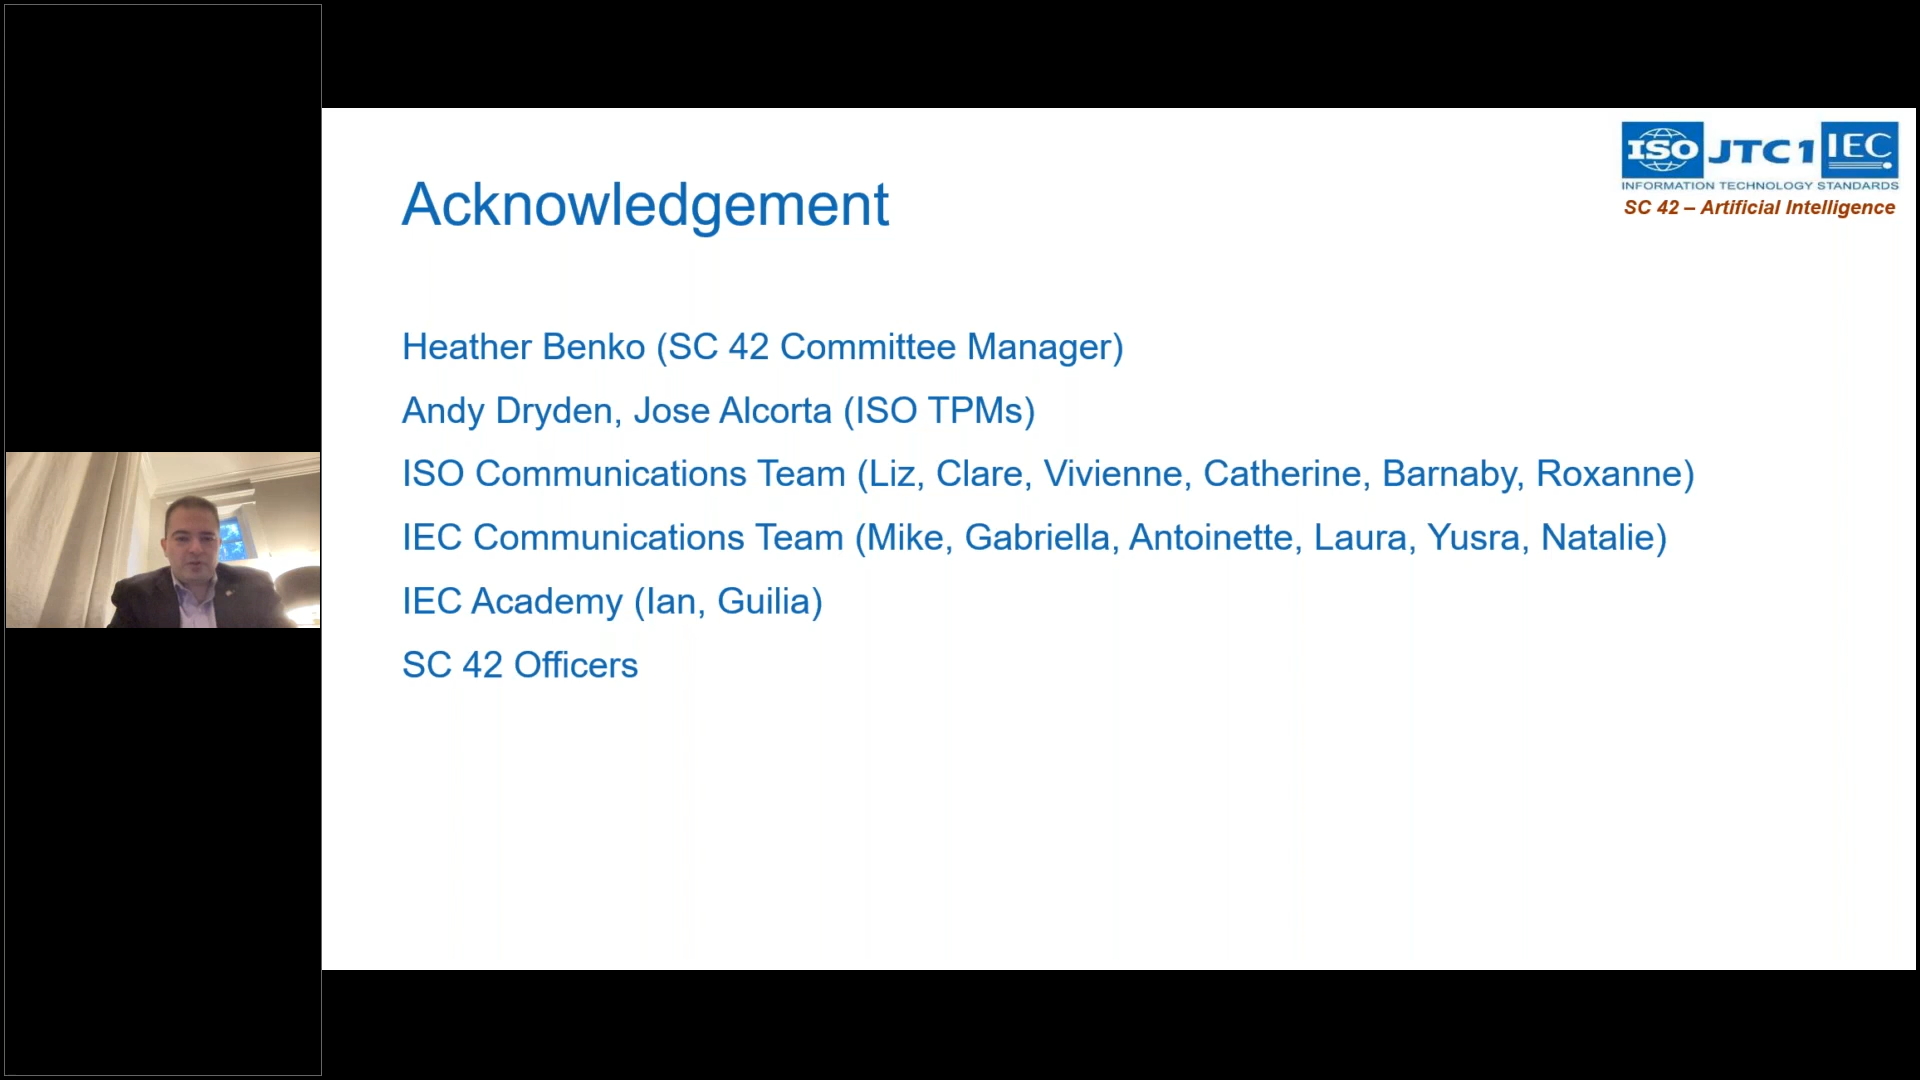 ISO JTC 1 IEC
INFORMATION TECHNOLOGY STANDARDS
SC 42 – Artificial Intelligence
Acknowledgement
Heather Benko (SC 42 Committee Manager)
Andy Dryden, Jose Alcorta (ISO TPMs)
ISO Communications Team (Liz, Clare, Vivienne, Catherine, Barnaby, Roxanne)
IEC Communications Team (Mike, Gabriella, Antoinette, Laura, Yusra, Natalie)
IEC Academy (Ian, Guilia)
SC 42 Officers